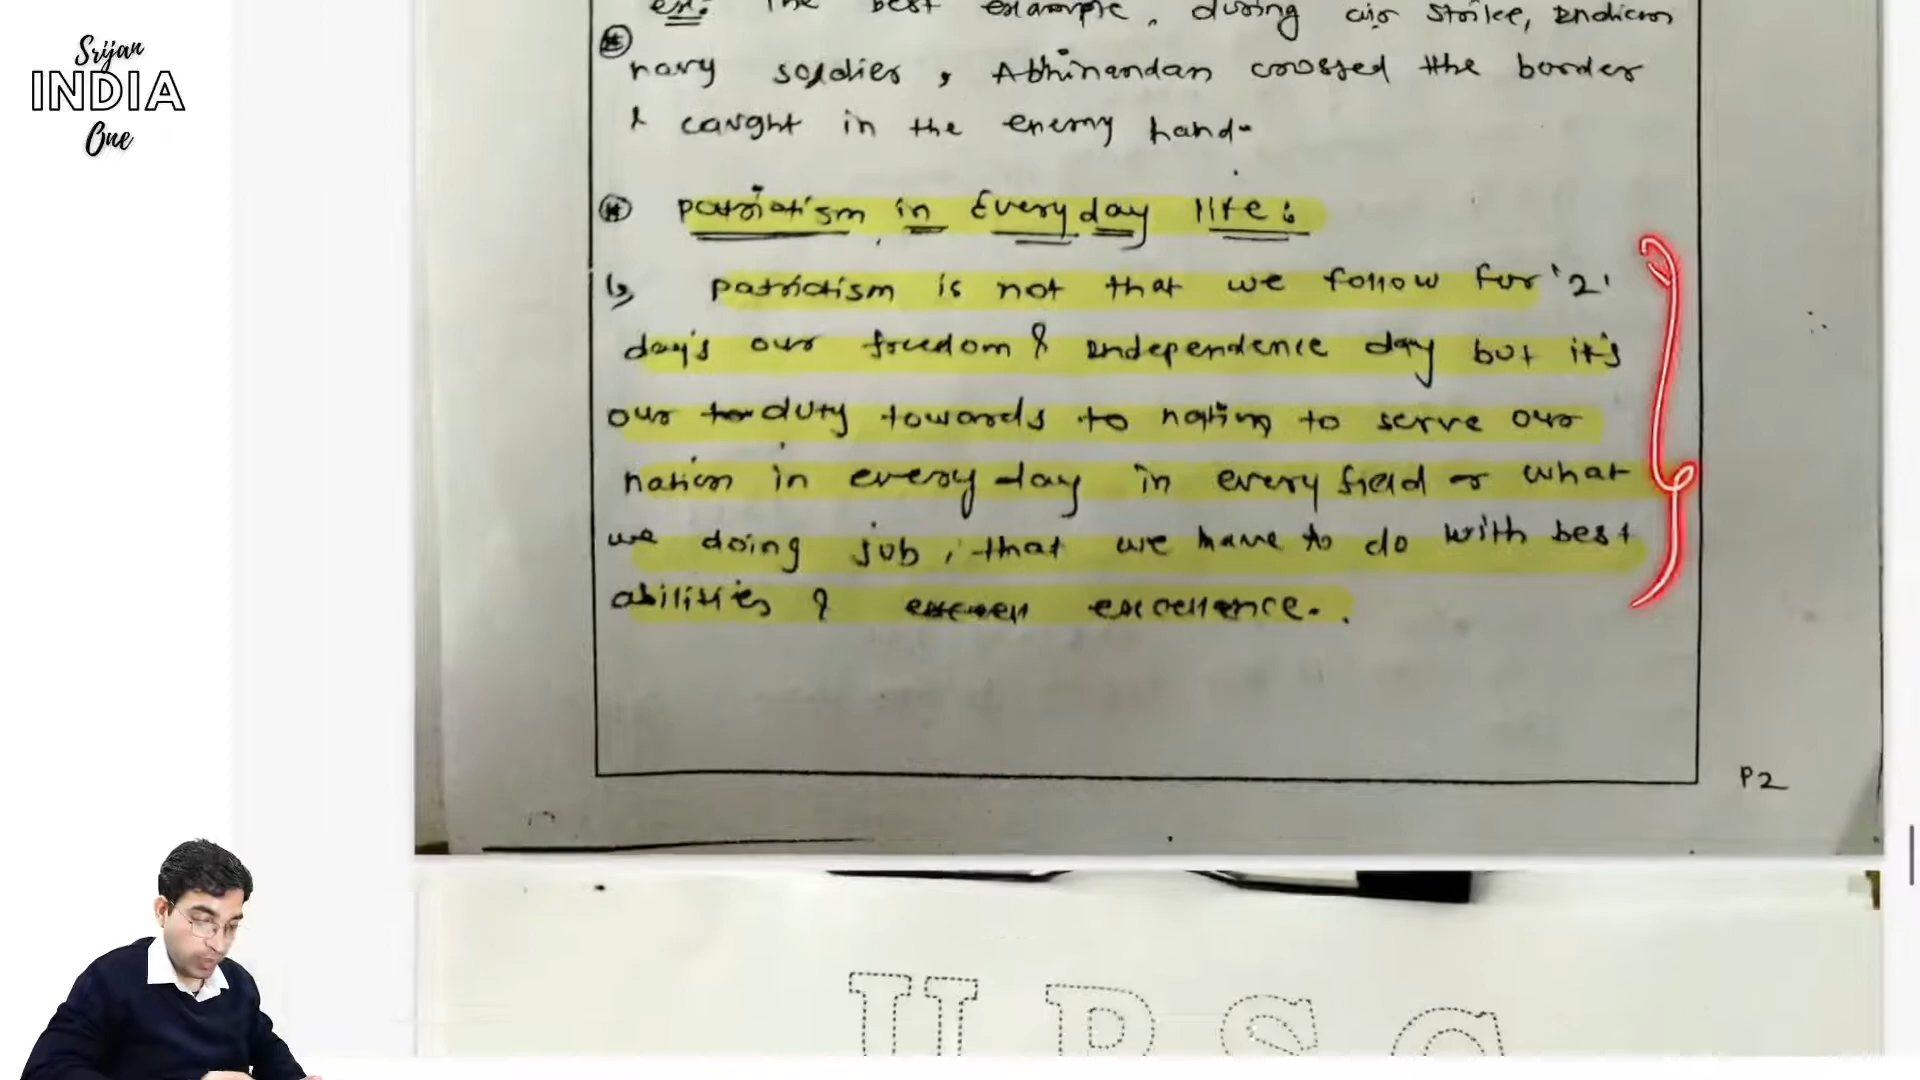 Srijan
INDIA
One
ex: The best example, during air strike, Indian
navy soldier, Abhinandan crossed the border
& caught in the enemy hand.
patriotism in Every day life:
patriotism is not that we follow for '2'
day's our freedom & independence day but it's
our duty towards to nation to serve our
nation in every day in every field or what
we doing job, that we have to do with best
abilities & excellence.
P2
UPSC